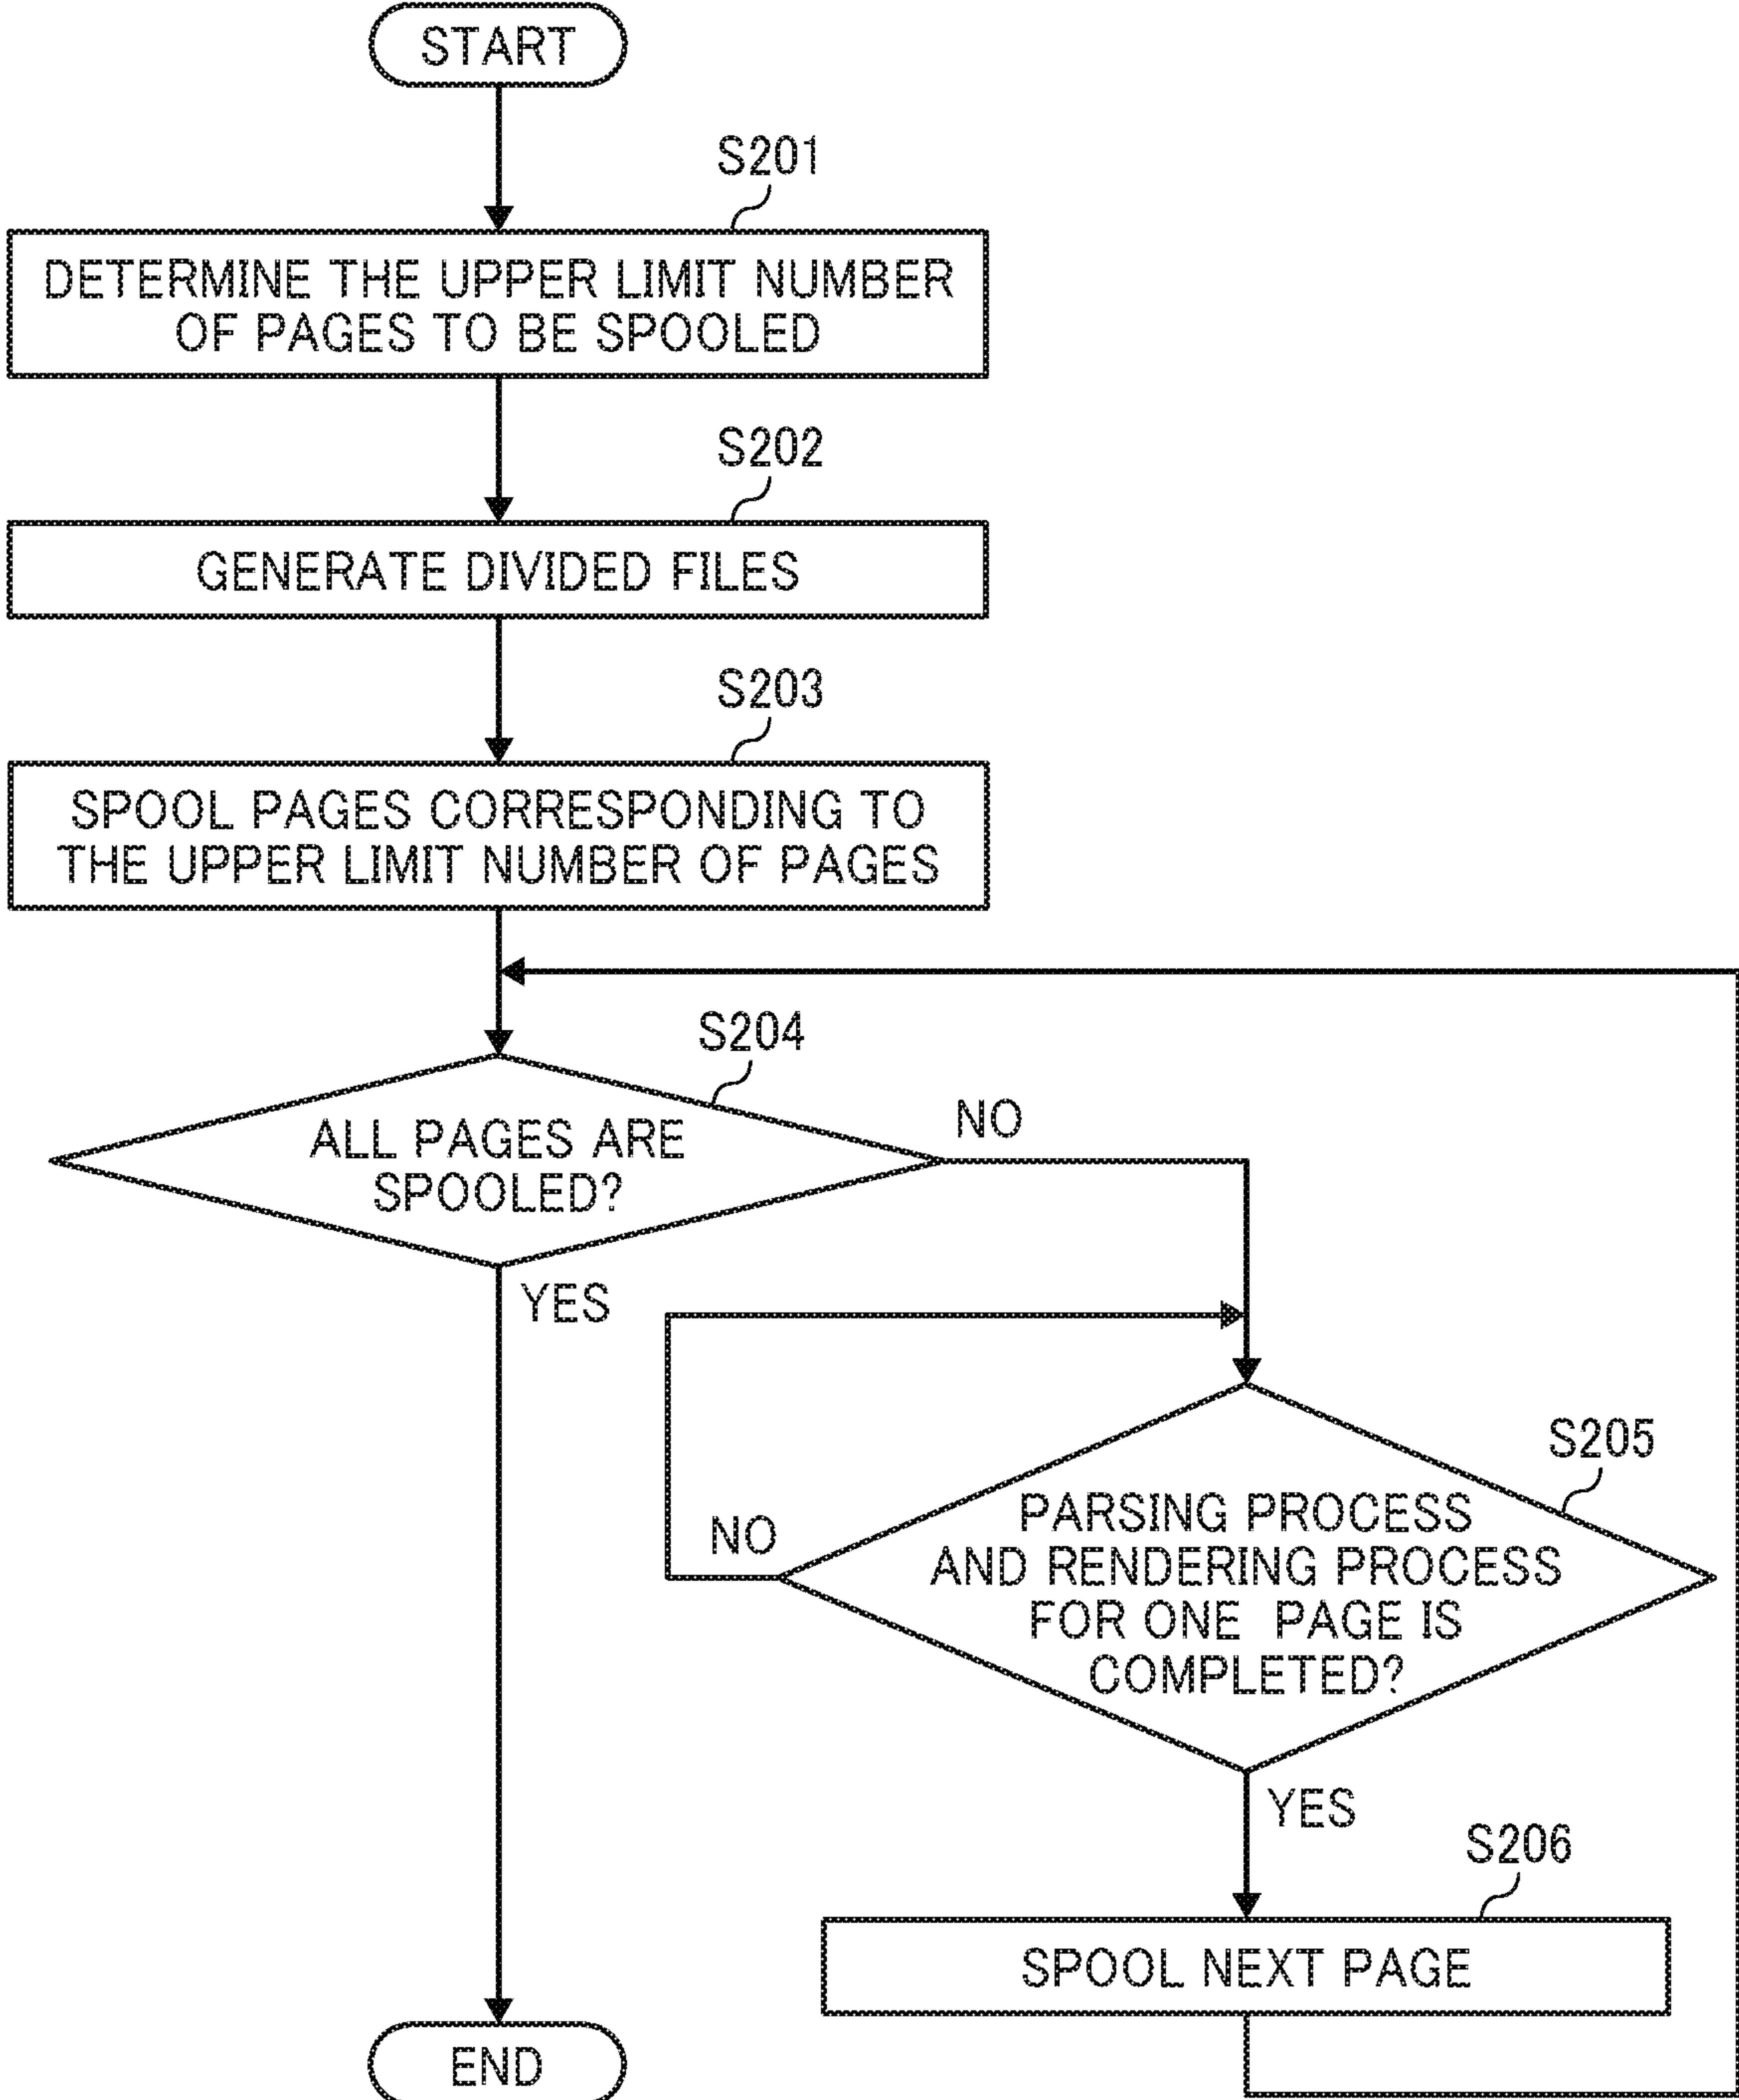 START
S201
DETERMINE THE UPPER LIMIT NUMBER
OF PAGES TO BE SPOOLED
S202
GENERATE DIVIDED FILES
S203
SPOOL PAGES CORRESPONDING TO
THE UPPER LIMIT NUMBER OF PAGES
S204
ALL PAGES ARE
SPOOLED?
NO
YES
S205
PARSING PROCESS
AND RENDERING PROCESS
FOR ONE PAGE IS
COMPLETED?
NO
YES
S206
SPOOL NEXT PAGE
END